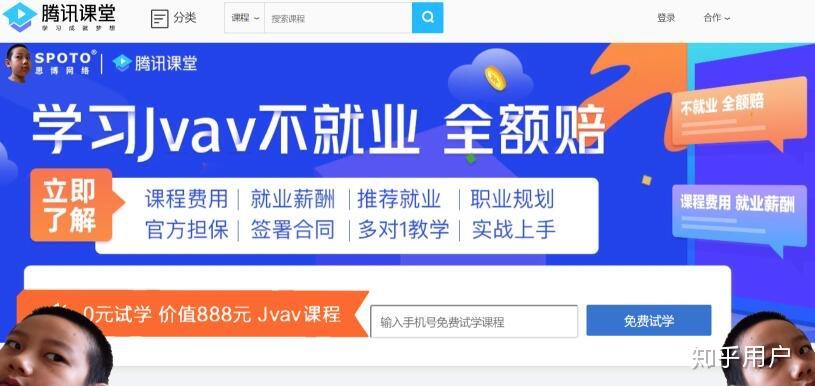 腾讯课堂
学习成就梦想
分类
课程
搜索课程
登录
合作
SPOTO®
思博网络
腾讯课堂
学习Jvav不就业 全额赔
不就业 全额赔
立即
了解
课程费用 | 就业薪酬 | 推荐就业 | 职业规划
官方担保 | 签署合同 | 多对1教学 | 实战上手
课程费用 就业薪酬
0元试学 价值888元 Jvav课程
输入手机号免费试学课程
免费试学
知乎用户